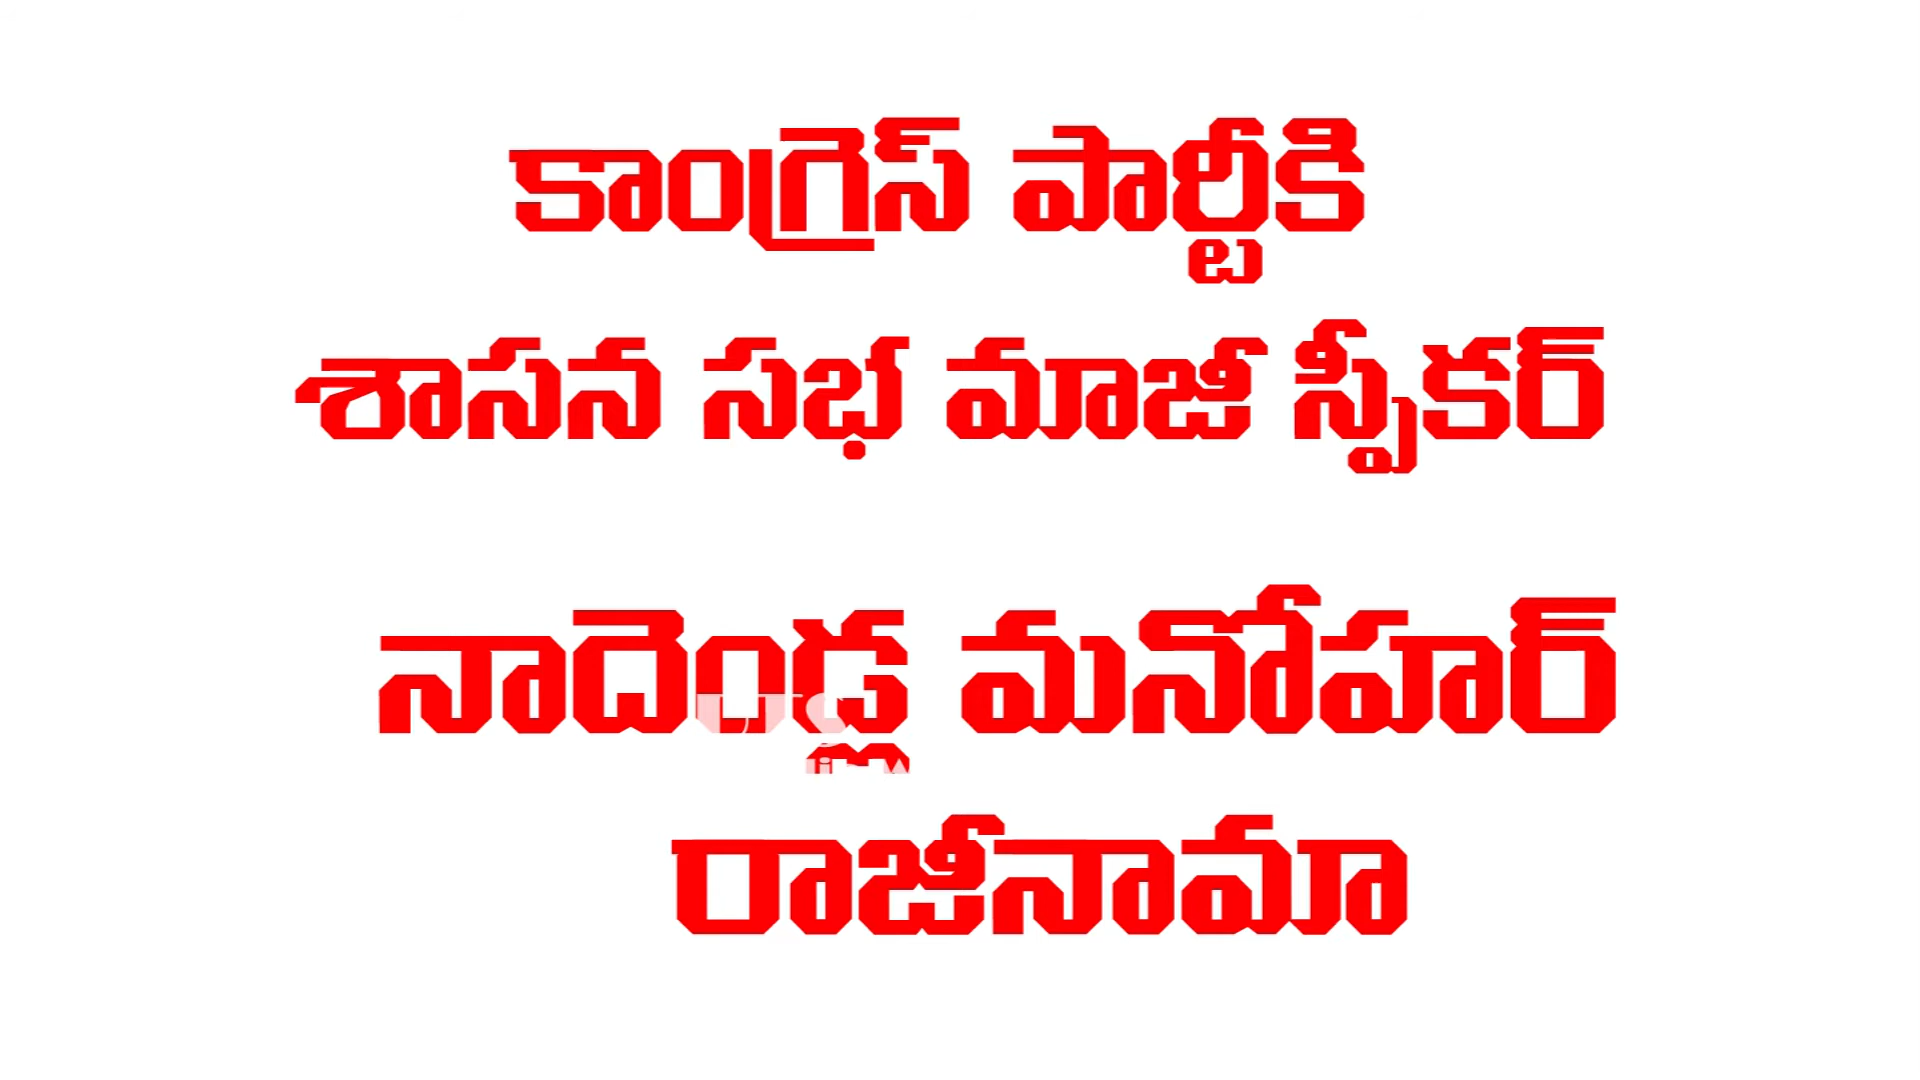 కాంగ్రెస్ పార్టీకి
శాసన సభ మాజీ స్పీకర్
నాదెండ్ల మనోహర్
రాజీనామా